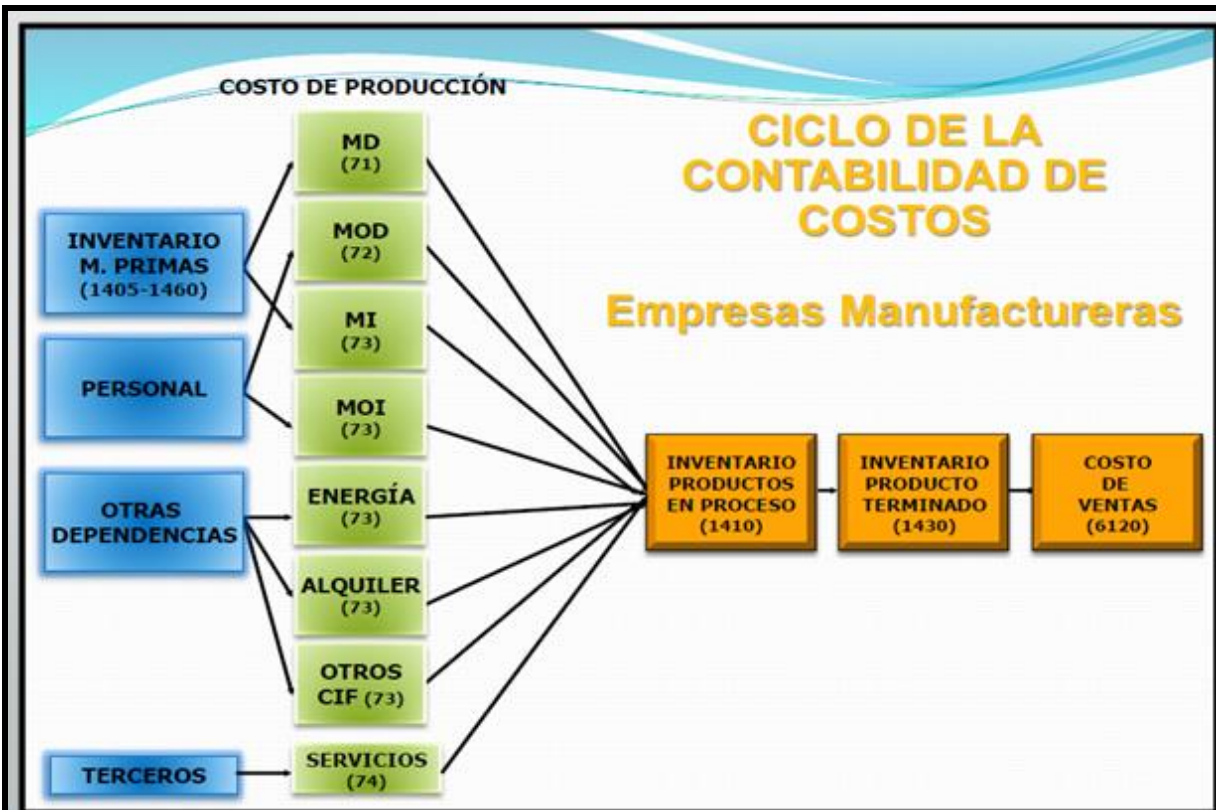 COSTO DE PRODUCCIÓN
CICLO DE LA
CONTABILIDAD DE
COSTOS
Empresas Manufactureras
INVENTARIO
M. PRIMAS
(1405-1460)
PERSONAL
OTRAS
DEPENDENCIAS
TERCEROS
MD
(71)
MOD
(72)
MI
(73)
MOI
(73)
ENERGÍA
(73)
ALQUILER
(73)
OTROS
CIF (73)
SERVICIOS
(74)
INVENTARIO
PRODUCTOS
EN PROCESO
(1410)
INVENTARIO
PRODUCTO
TERMINADO
(1430)
COSTO
DE
VENTAS
(6120)